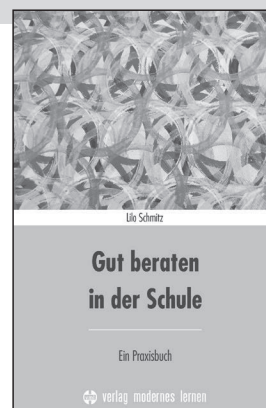 Lilo Schmitz
Gut beraten
in der Schule
Ein Praxisbuch
verlag modernes lernen